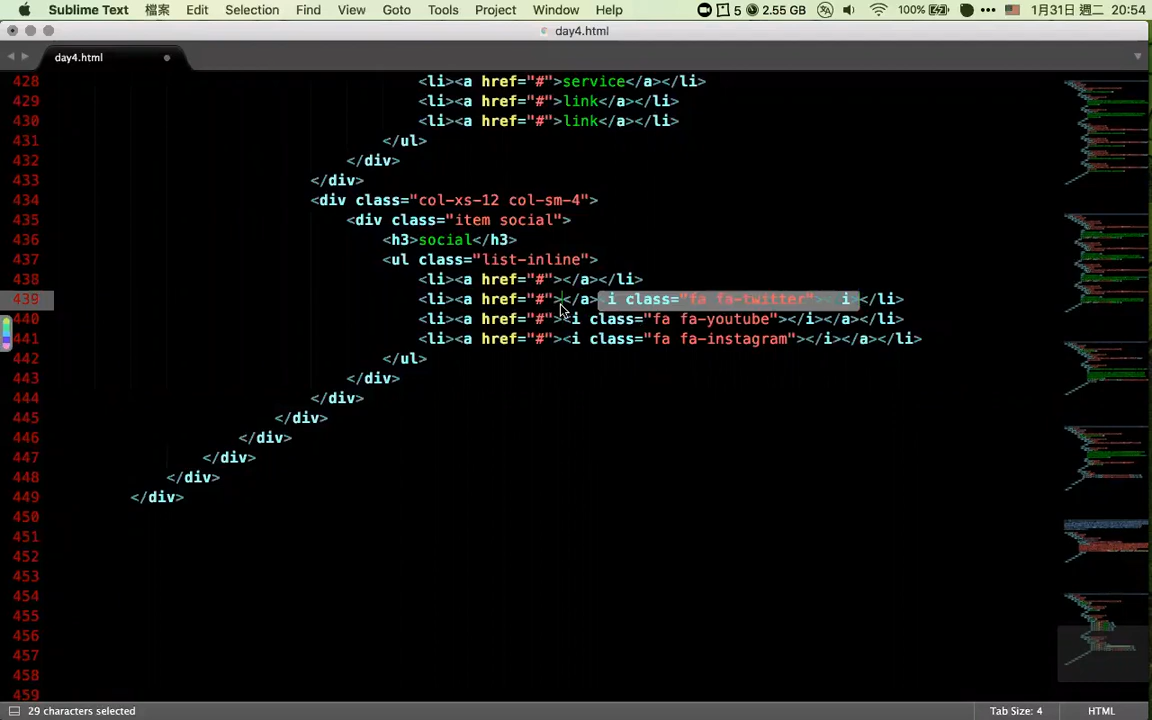 Sublime Text 檔案 Edit Selection Find View Goto Tools Project Window Help 5 2.55 GB 100% 1月31日 週二 20:54
day4.html
day4.html
428 <li><a href="#">service</a></li>
429 <li><a href="#">link</a></li>
430 <li><a href="#">link</a></li>
431 </ul>
432 </div>
433 </div>
434 <div class="col-xs-12 col-sm-4">
435 <div class="item social">
436 <h3>social</h3>
437 <ul class="list-inline">
438 <li><a href="#"></a></li>
439 <li><a href="#"></a><i class="fa fa-twitter"></i></li>
440 <li><a href="#"><i class="fa fa-youtube"></i></a></li>
441 <li><a href="#"><i class="fa fa-instagram"></i></a></li>
442 </ul>
443 </div>
444 </div>
445 </div>
446 </div>
447 </div>
448 </div>
449 </div>
450
451
452
453
454
455
456
457
458
459
29 characters selected Tab Size: 4 HTML